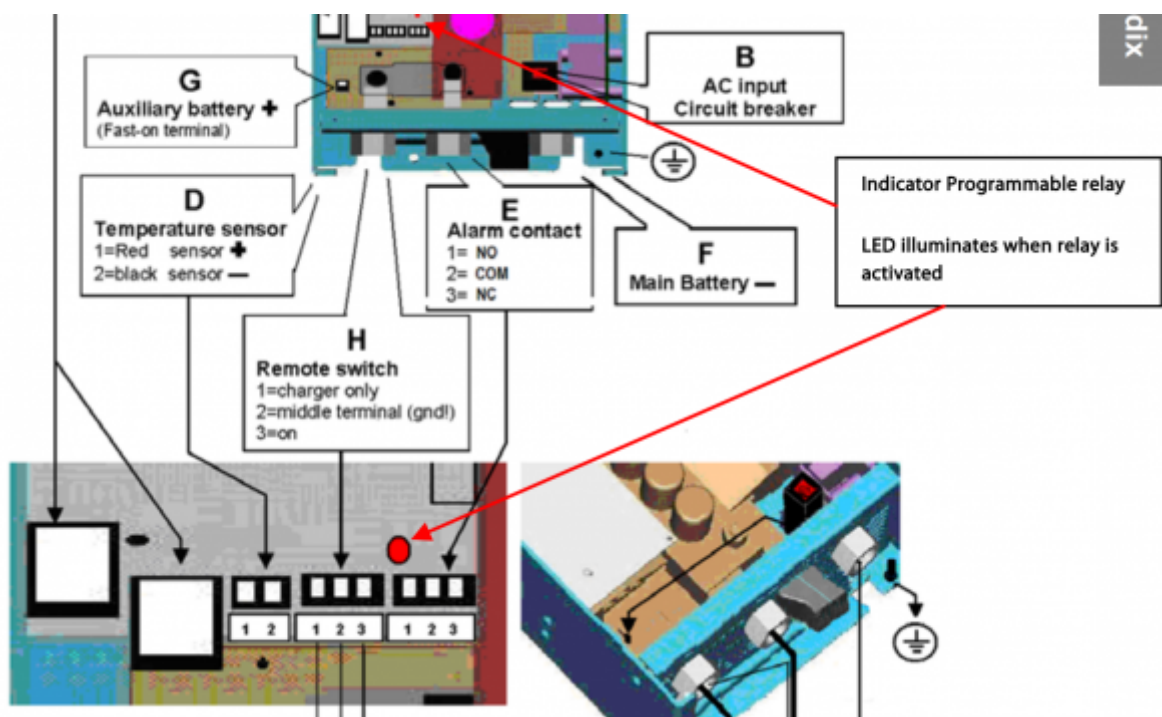 dix
G
Auxiliary battery +
(Fast-on terminal)
B
AC input
Circuit breaker
Indicator Programmable relay
LED illuminates when relay is
activated
D
Temperature sensor
1=Red sensor +
2=black sensor —
E
Alarm contact
1= NO
2= COM
3= NC
F
Main Battery —
H
Remote switch
1=charger only
2=middle terminal (gnd!)
3=on
1 2
1 2 3
1 2 3